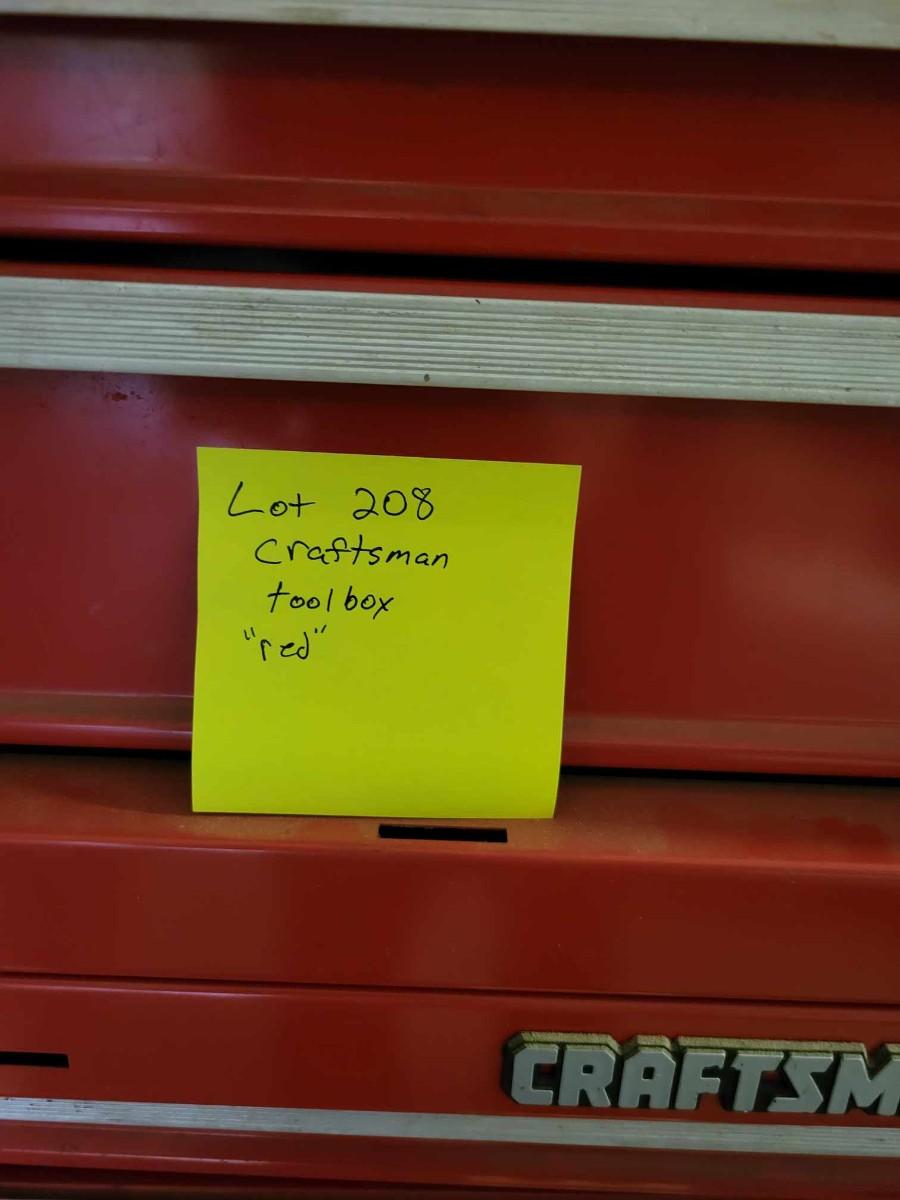 Lot 208
Craftsman
toolbox
"red"
CRAFTSM